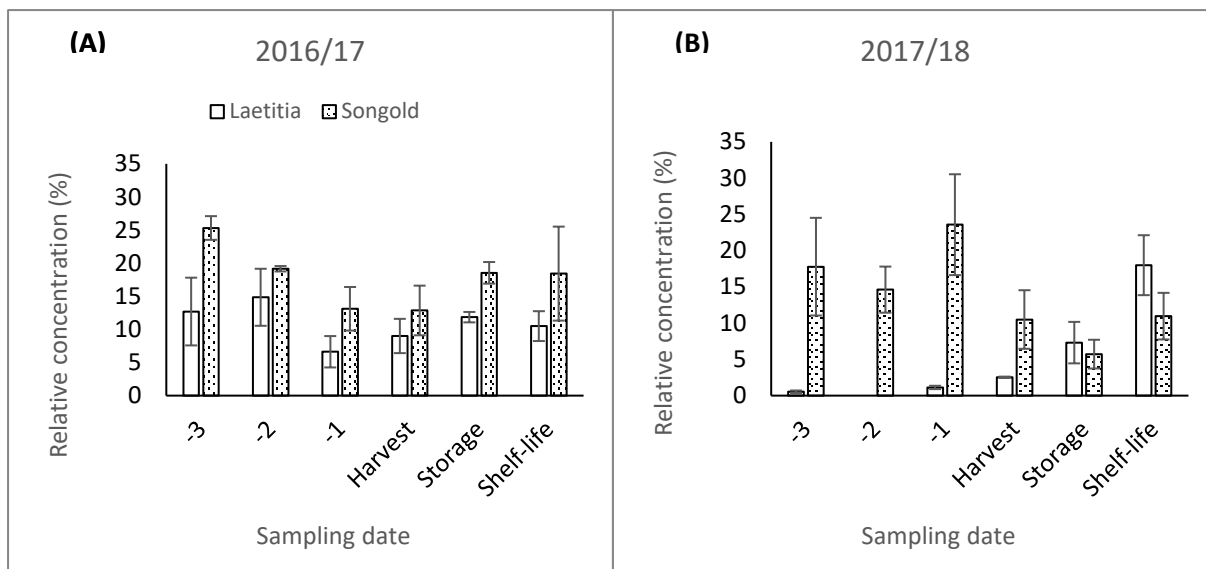 (A)
2016/17
Laetitia Songold
Relative concentration (%)
35
30
25
20
15
10
5
0
-3 -2 -1 Harvest Storage Shelf-life
Sampling date
(B)
2017/18
Relative concentration (%)
35
30
25
20
15
10
5
0
-3 -2 -1 Harvest Storage Shelf-life
Sampling date